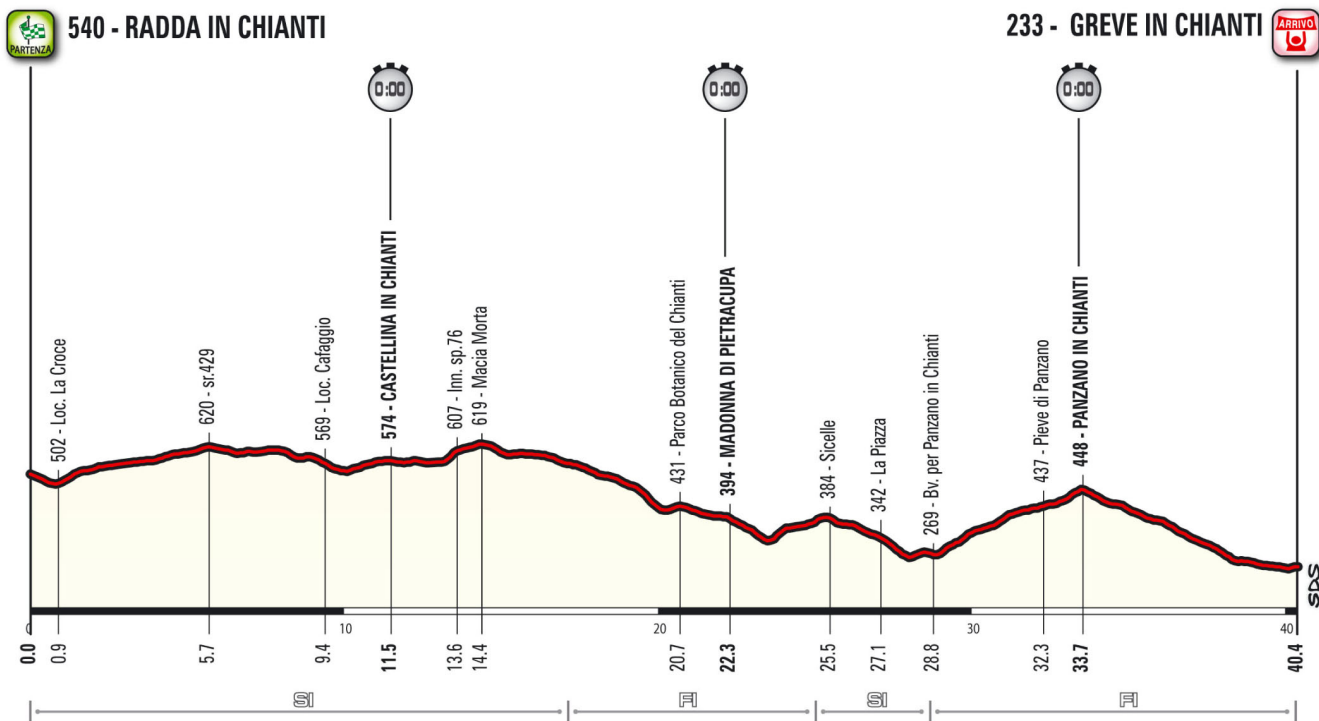 PARTENZA
540 - RADDA IN CHIANTI
233 - GREVE IN CHIANTI
ARRIVO
0:00
0:00
0:00
502 - Loc. La Croce
620 - sr.429
569 - Loc. Cafaggio
574 - CASTELLINA IN CHIANTI
607 - Inn. sp.76
619 - Macia Morta
431 - Parco Botanico del Chianti
394 - MADONNA DI PIETRACUPA
384 - Sicelle
342 - La Piazza
269 - Bv. per Panzano in Chianti
437 - Pieve di Panzano
448 - PANZANO IN CHIANTI
SDS
0 10 20 30 40
0.0 0.9 5.7 9.4 11.5 13.6 14.4 20.7 22.3 25.5 27.1 28.8 32.3 33.7 40.4
SI FI SI FI